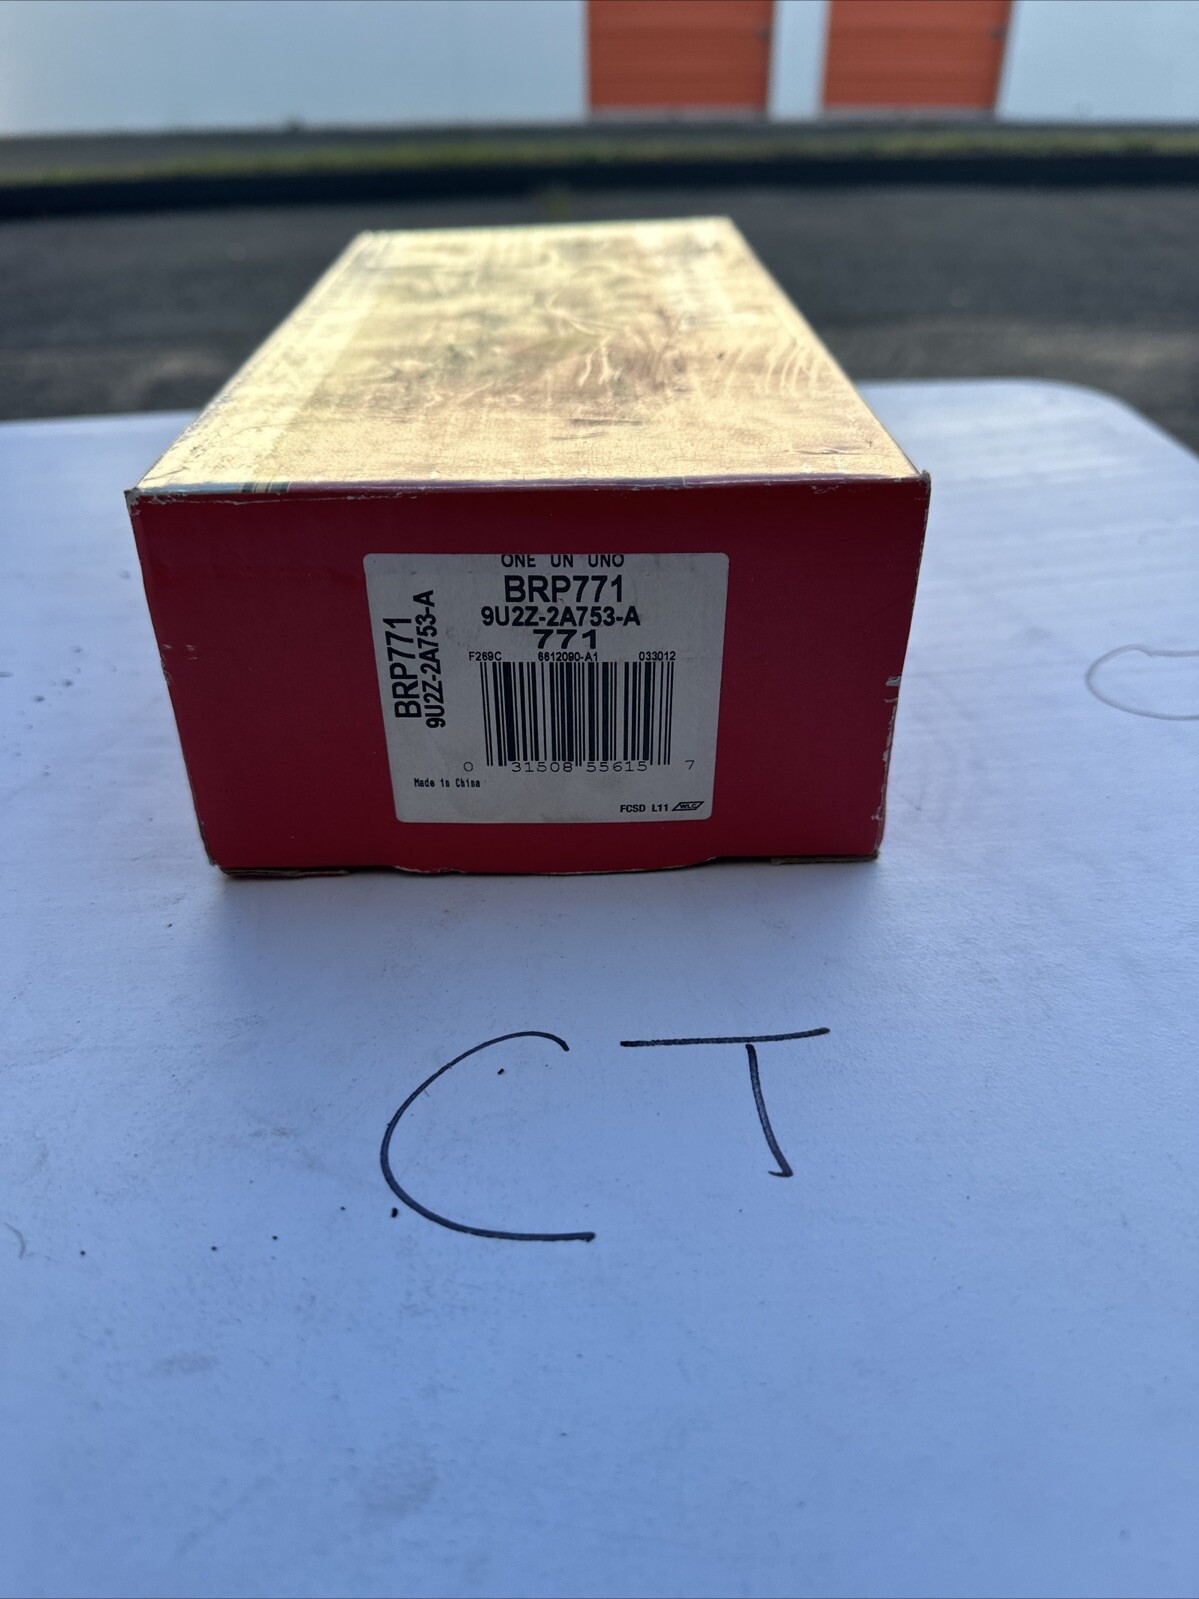 ONE UN UNO
BRP771
9U2Z-2A753-A
771
F269C 6612090-A1 033012
BRP771
9U2Z-2A753-A
0 31508 55615 7
Made in China
FCSD L11 WLC
CT